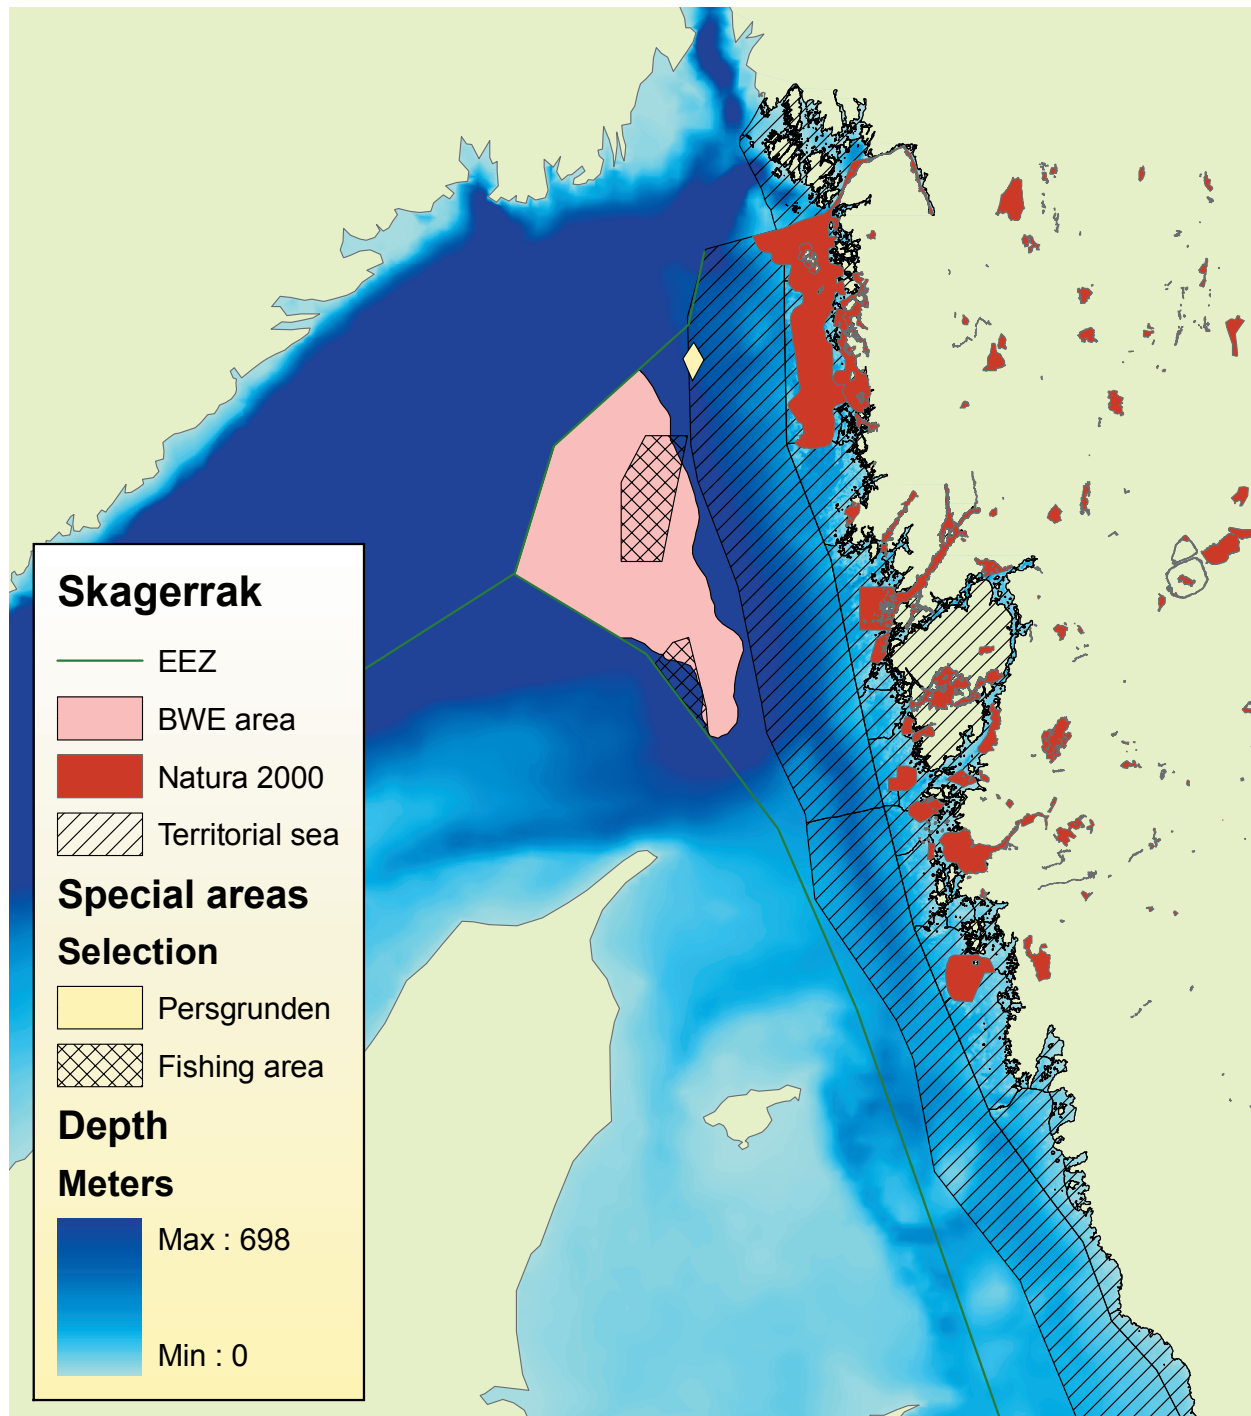 Skagerrak
EEZ
BWE area
Natura 2000
Territorial sea
Special areas
Selection
Persgrunden
Fishing area
Depth
Meters
Max : 698
Min : 0